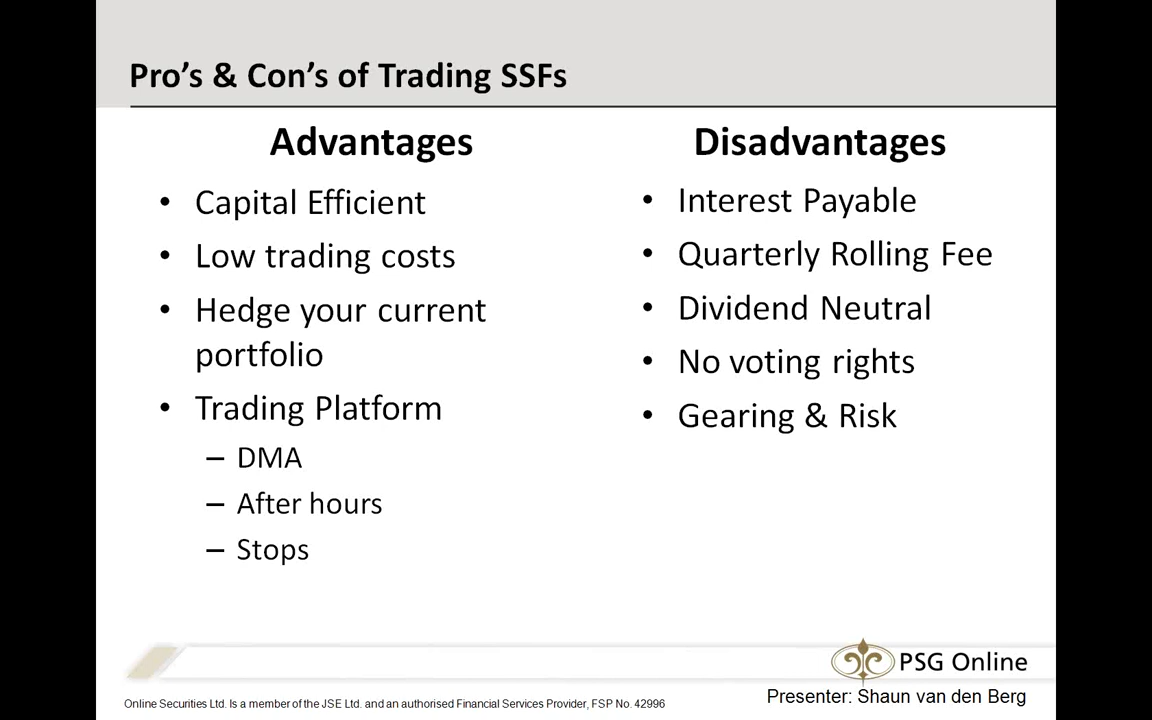 Pro’s & Con’s of Trading SSFs
Advantages
• Capital Efficient
• Low trading costs
• Hedge your current
portfolio
• Trading Platform
– DMA
– After hours
– Stops
Disadvantages
• Interest Payable
• Quarterly Rolling Fee
• Dividend Neutral
• No voting rights
• Gearing & Risk
PSG Online
Presenter: Shaun van den Berg
Online Securities Ltd. Is a member of the JSE Ltd. and an authorised Financial Services Provider, FSP No. 42996